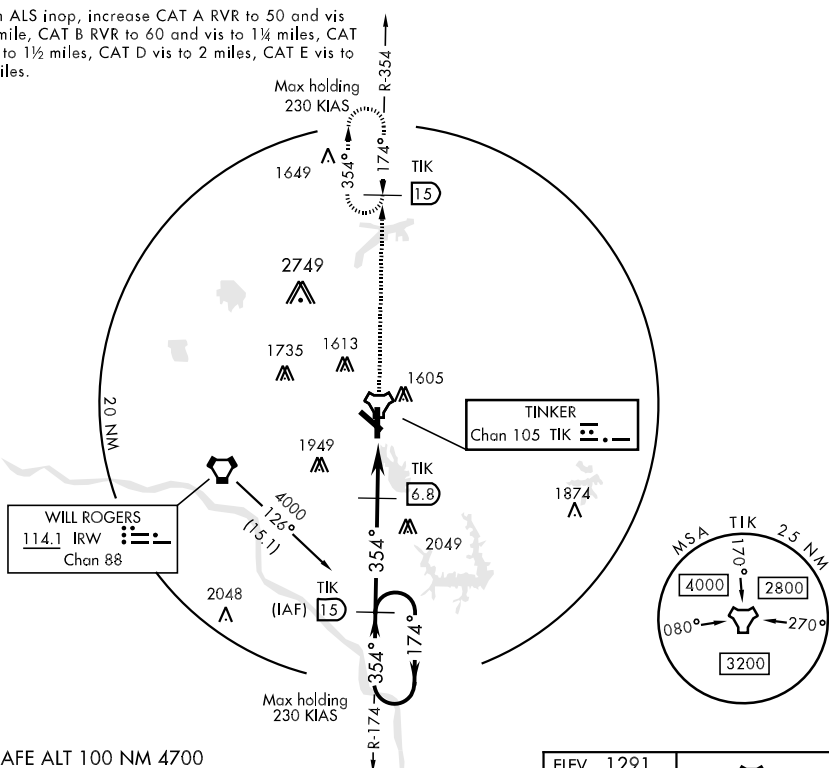 ALS inop, increase CAT A RVR to 50 and vis
mile, CAT B RVR to 60 and vis to 1¼ miles, CAT
to 1½ miles, CAT D vis to 2 miles, CAT E vis to
iles.
R-354
Max holding
230 KIAS
354°
174°
1649
TIK
15
2749
1735
1613
1605
20 NM
TINKER
Chan 105 TIK
1949
TIK
6.8
1874
4000
126°
(15.1)
WILL ROGERS
114.1 IRW
Chan 88
2049
354°
2048
TIK
(IAF) 15
354°
174°
Max holding
230 KIAS
R-174
MSA TIK 25 NM
170°
4000
2800
080°
270°
3200
AFE ALT 100 NM 4700
ELEV 1291